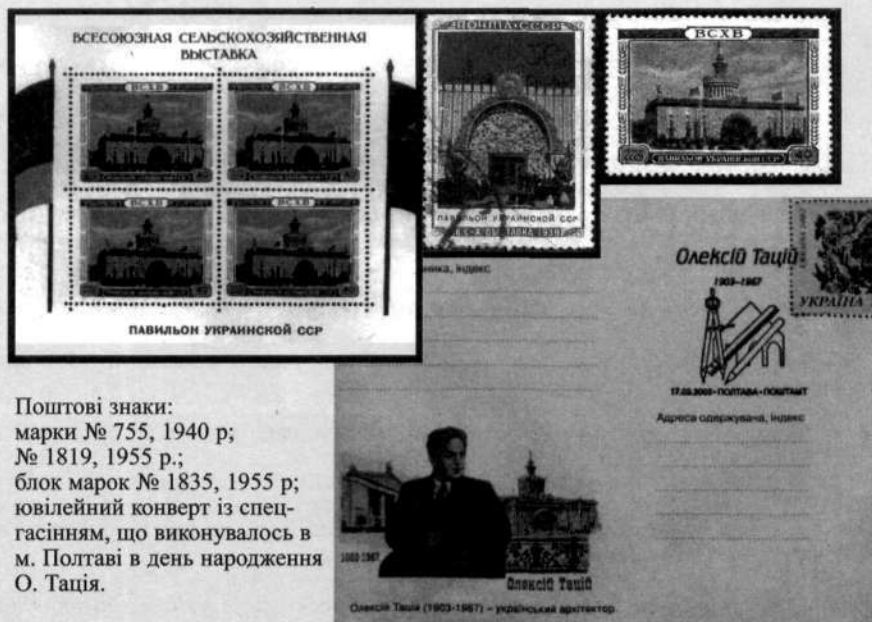 ВСЕСОЮЗНАЯ СЕЛЬСКОХОЗЯЙСТВЕННАЯ
ВЫСТАВКА
ВСХВ
ВСХВ
ВСХВ
ВСХВ
ПАВИЛЬОН УКРАИНСКОЙ ССР
ПОЧТА СССР
ПАВИЛЬОН УКРАИНСКОЙ ССР
ВСХВ
СССР
ПАВИЛЬОН УКРАИНСКОЙ ССР
40
індекс
Олексій Тацій
1903–1967
УКРАЇНА
ПОЛТАВА • ПОШТАМТ
Адреса одержувача, індекс
1903-1967
Олексій Тацій
Олексій Тацій (1903-1967) – український архітектор
Поштові знаки:
марки № 755, 1940 р;
№ 1819, 1955 р.;
блок марок № 1835, 1955 р;
ювілейний конверт із спец-
гасінням, що виконувалось в
м. Полтаві в день народження
О. Тація.